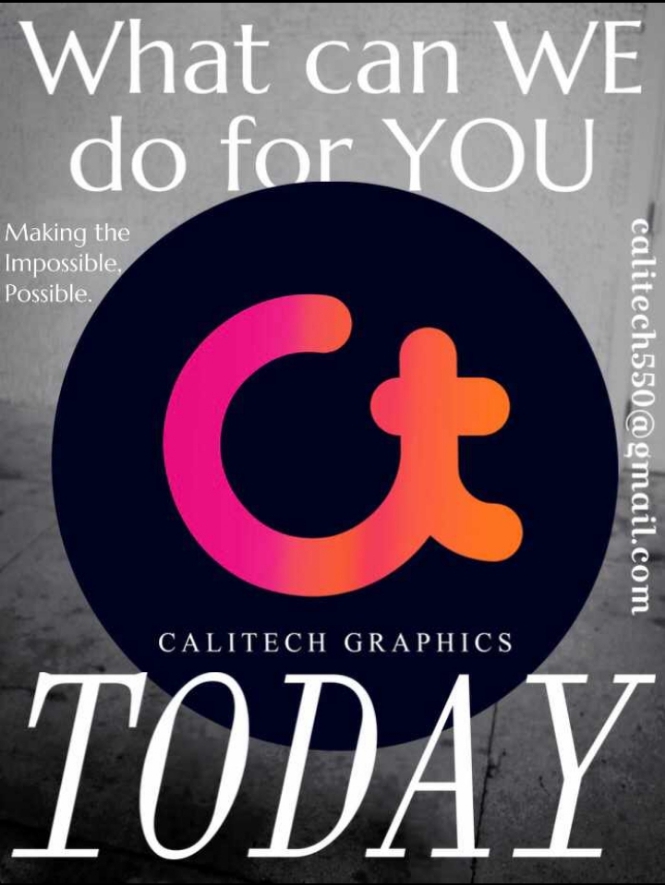 What can WE
do for YOU
Making the
Impossible,
Possible.
calitech550@gmail.com
Ct
CALITECH GRAPHICS
TODAY